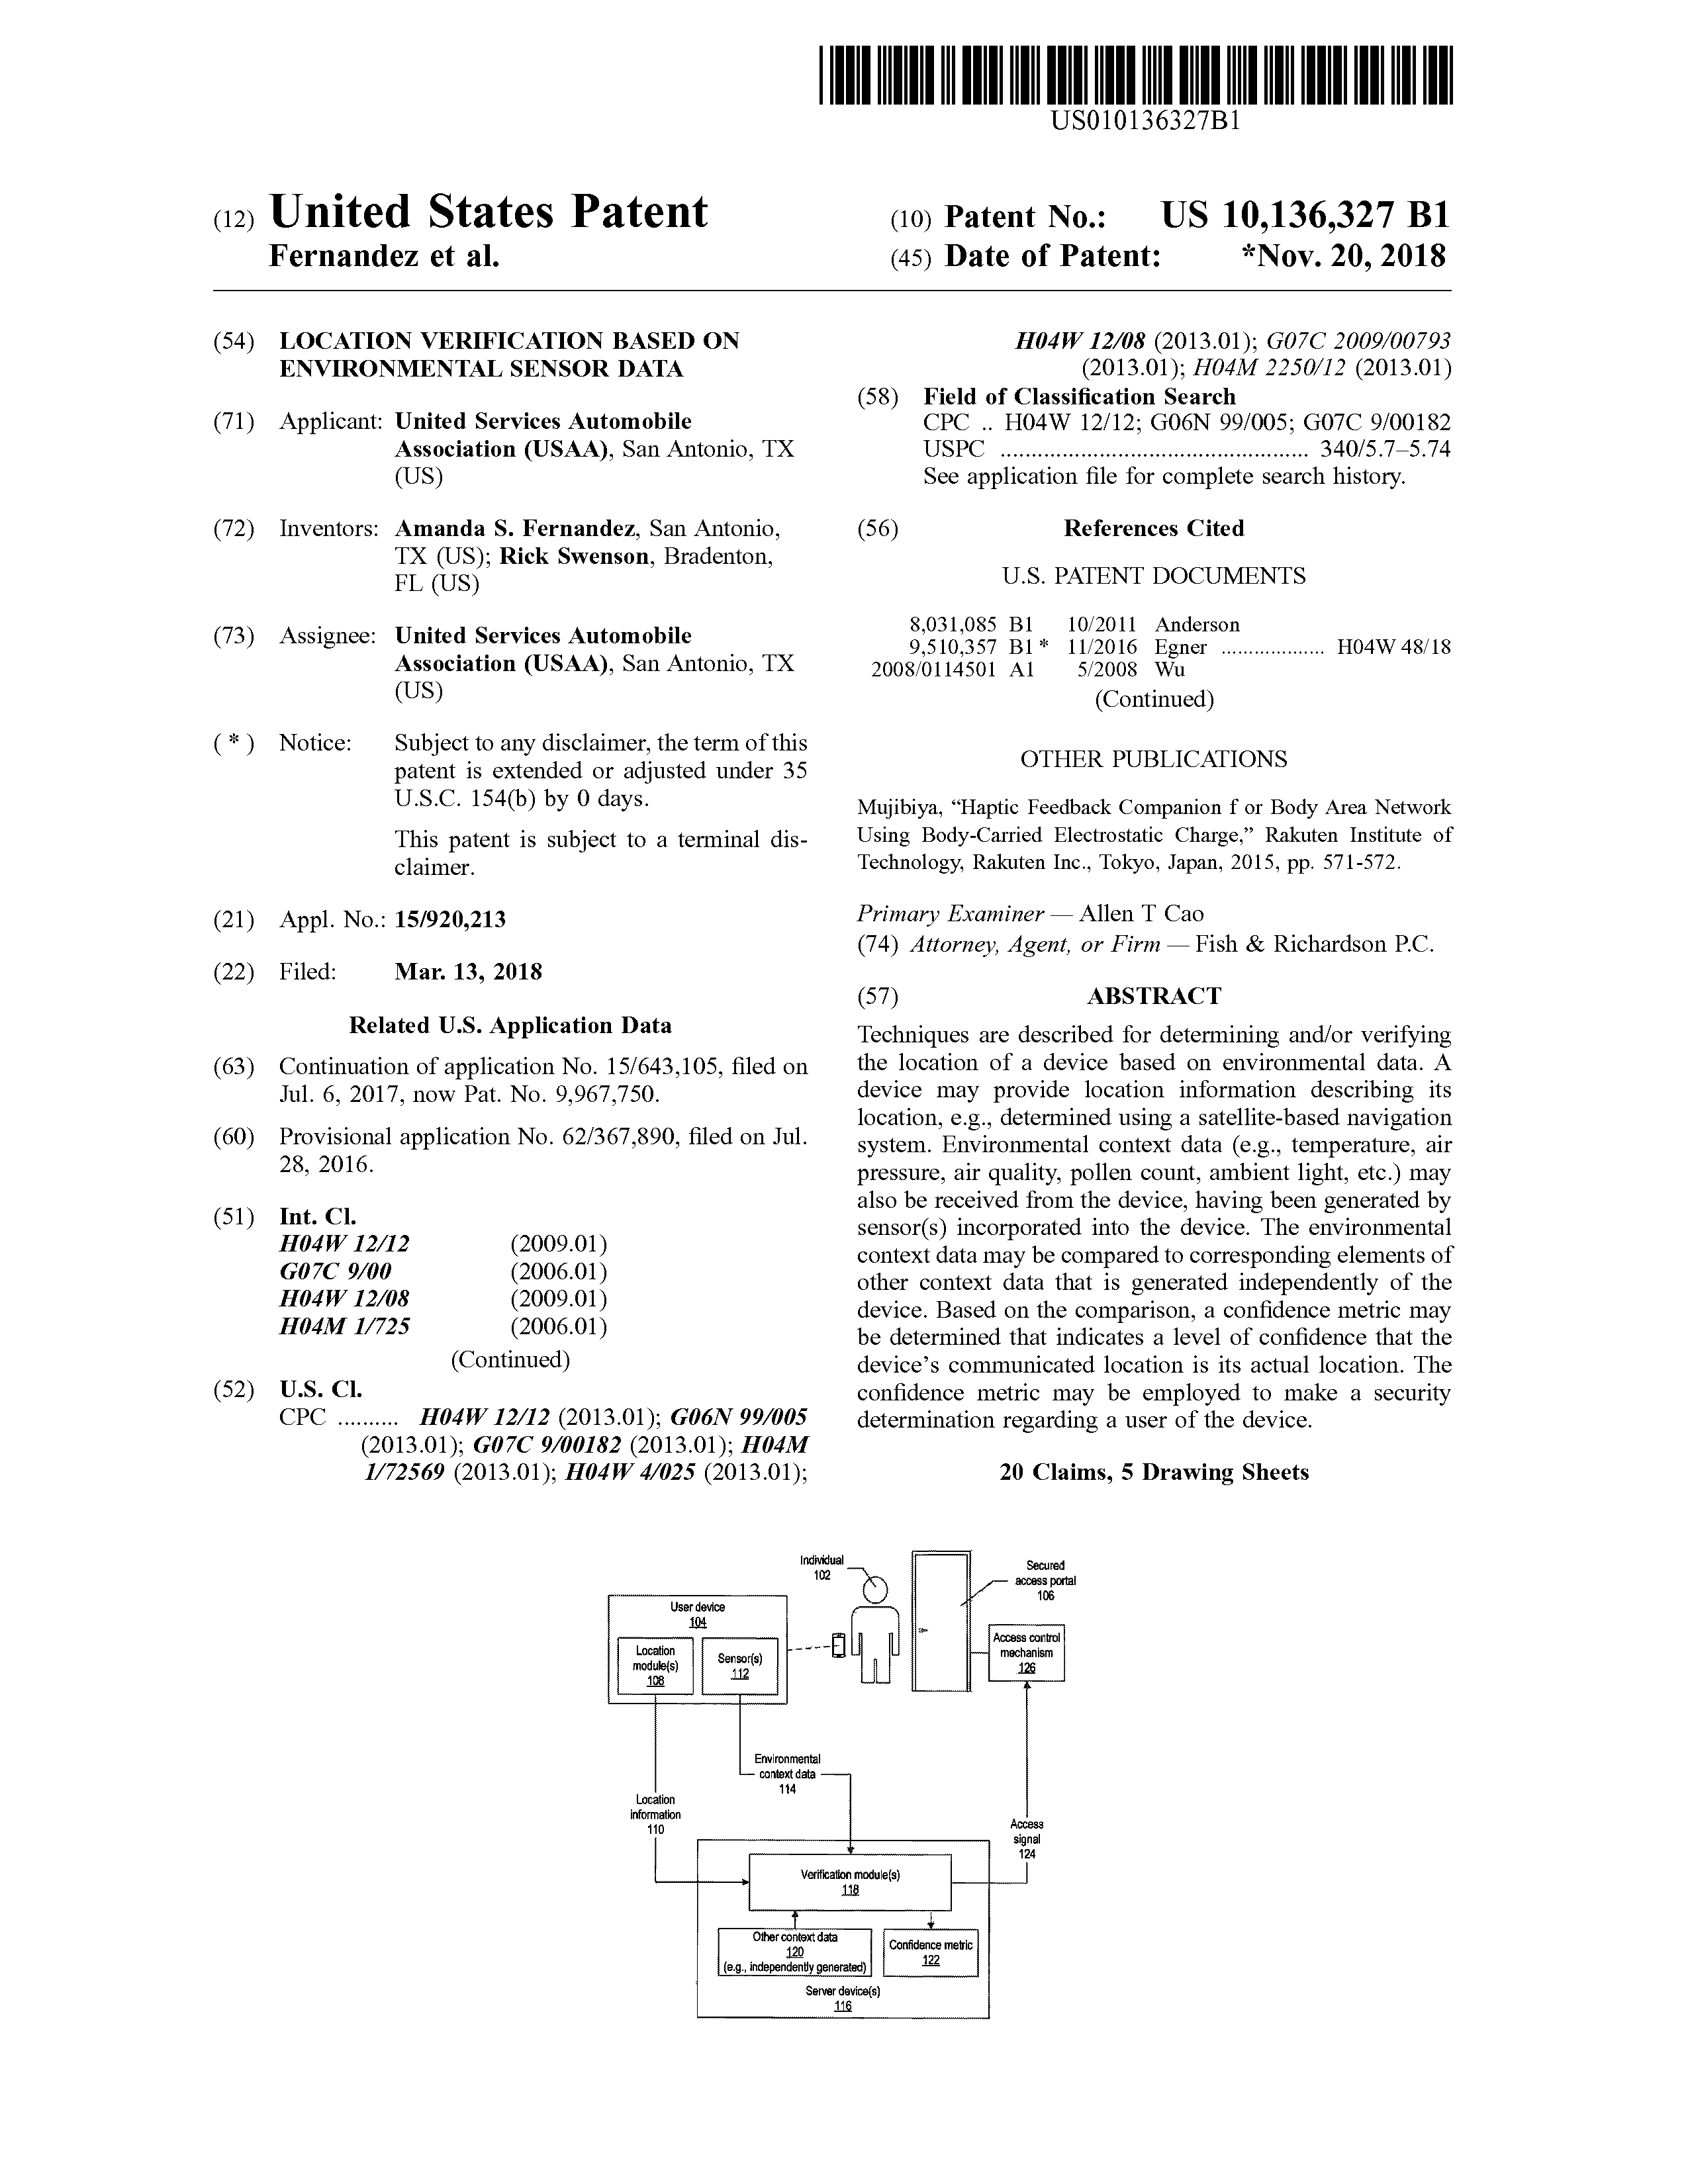 US010136327B1
(12) United States Patent
Fernandez et al.
(10) Patent No.: US 10,136,327 B1
(45) Date of Patent: *Nov. 20, 2018
(54) LOCATION VERIFICATION BASED ON
ENVIRONMENTAL SENSOR DATA
(71) Applicant: United Services Automobile
Association (USAA), San Antonio, TX
(US)
(72) Inventors: Amanda S. Fernandez, San Antonio,
TX (US); Rick Swenson, Bradenton,
FL (US)
(73) Assignee: United Services Automobile
Association (USAA), San Antonio, TX
(US)
( * ) Notice: Subject to any disclaimer, the term of this
patent is extended or adjusted under 35
U.S.C. 154(b) by 0 days.
This patent is subject to a terminal dis-
claimer.
(21) Appl. No.: 15/920,213
(22) Filed: Mar. 13, 2018
Related U.S. Application Data
(63) Continuation of application No. 15/643,105, filed on
Jul. 6, 2017, now Pat. No. 9,967,750.
(60) Provisional application No. 62/367,890, filed on Jul.
28, 2016.
(51) Int. Cl.
H04W 12/12 (2009.01)
G07C 9/00 (2006.01)
H04W 12/08 (2009.01)
H04M 1/725 (2006.01)
(Continued)
(52) U.S. Cl.
CPC .......... H04W 12/12 (2013.01); G06N 99/005
(2013.01); G07C 9/00182 (2013.01); H04M
1/72569 (2013.01); H04W 4/025 (2013.01);
H04W 12/08 (2013.01); G07C 2009/00793
(2013.01); H04M 2250/12 (2013.01)
(58) Field of Classification Search
CPC .. H04W 12/12; G06N 99/005; G07C 9/00182
USPC ............................................. 340/5.7–5.74
See application file for complete search history.
(56) References Cited
U.S. PATENT DOCUMENTS
8,031,085 B1 10/2011 Anderson
9,510,357 B1 * 11/2016 Egner ................... H04W 48/18
2008/0114501 A1 5/2008 Wu
(Continued)
OTHER PUBLICATIONS
Mujibiya, “Haptic Feedback Companion f or Body Area Network
Using Body-Carried Electrostatic Charge,” Rakuten Institute of
Technology, Rakuten Inc., Tokyo, Japan, 2015, pp. 571-572.
Primary Examiner — Allen T Cao
(74) Attorney, Agent, or Firm — Fish & Richardson P.C.
(57) ABSTRACT
Techniques are described for determining and/or verifying
the location of a device based on environmental data. A
device may provide location information describing its
location, e.g., determined using a satellite-based navigation
system. Environmental context data (e.g., temperature, air
pressure, air quality, pollen count, ambient light, etc.) may
also be received from the device, having been generated by
sensor(s) incorporated into the device. The environmental
context data may be compared to corresponding elements of
other context data that is generated independently of the
device. Based on the comparison, a confidence metric may
be determined that indicates a level of confidence that the
device’s communicated location is its actual location. The
confidence metric may be employed to make a security
determination regarding a user of the device.
20 Claims, 5 Drawing Sheets
Individual
102
Secured
access portal
106
User device
104
Location
module(s)
108
Sensor(s)
112
Access control
mechanism
126
Environmental
context data
114
Location
information
110
Access
signal
124
Verification module(s)
118
Other context data
120
(e.g., independently generated)
Confidence metric
122
Server device(s)
116